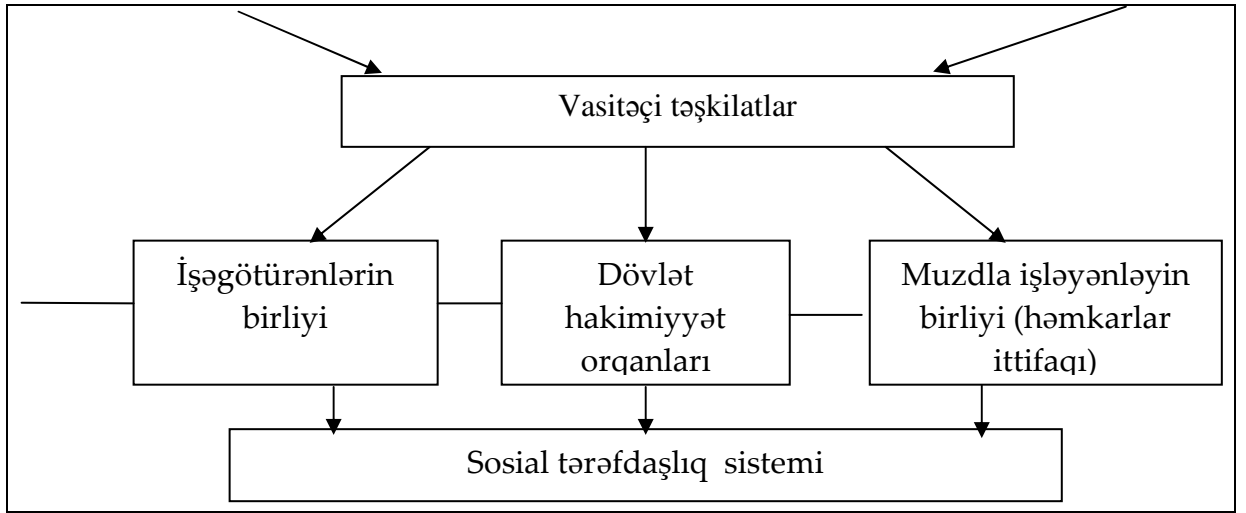 Vasitəçi təşkilatlar
İşəgötürənlərin
birliyi
Dövlət
hakimiyyət
orqanları
Muzdla işləyənləyin
birliyi (həmkarlar
ittifaqı)
Sosial tərəfdaşlıq sistemi